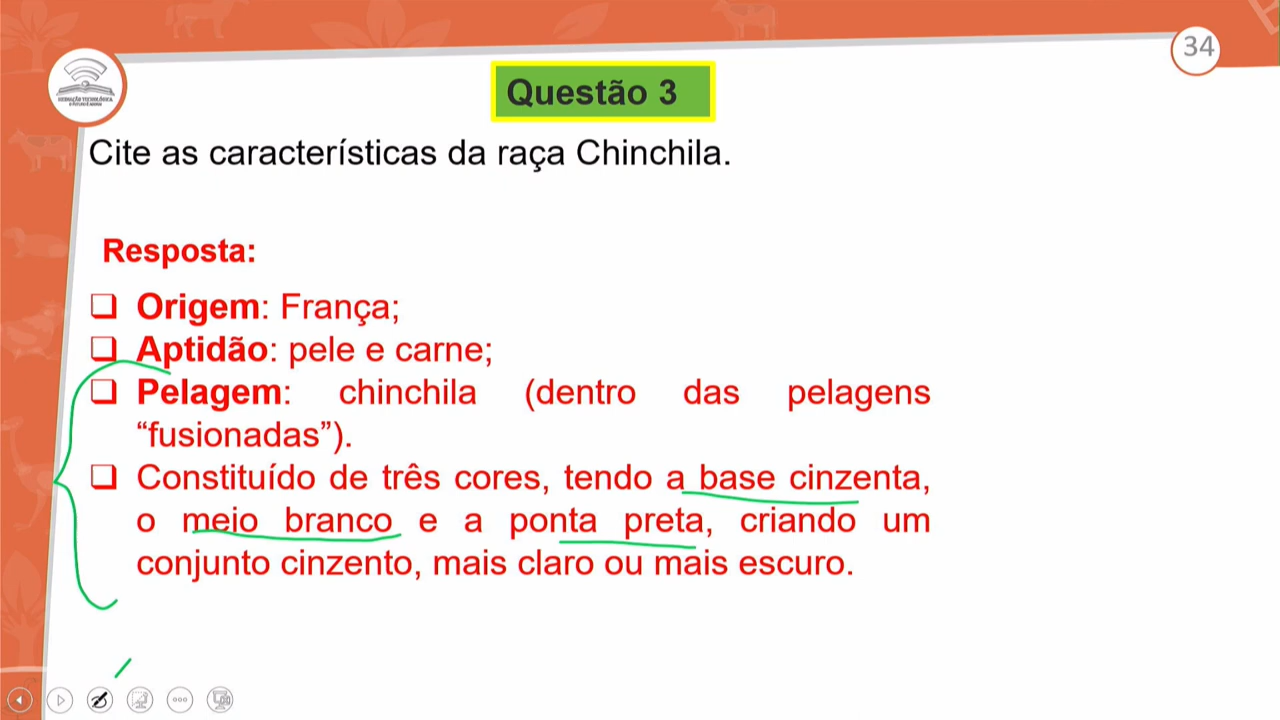 34
Questão 3
Cite as características da raça Chinchila.
Resposta:
Origem: França;
Aptidão: pele e carne;
Pelagem: chinchila (dentro das pelagens
“fusionadas”).
Constituído de três cores, tendo a base cinzenta,
o meio branco e a ponta preta, criando um
conjunto cinzento, mais claro ou mais escuro.
MEDIAÇÃO TECNOLÓGICA